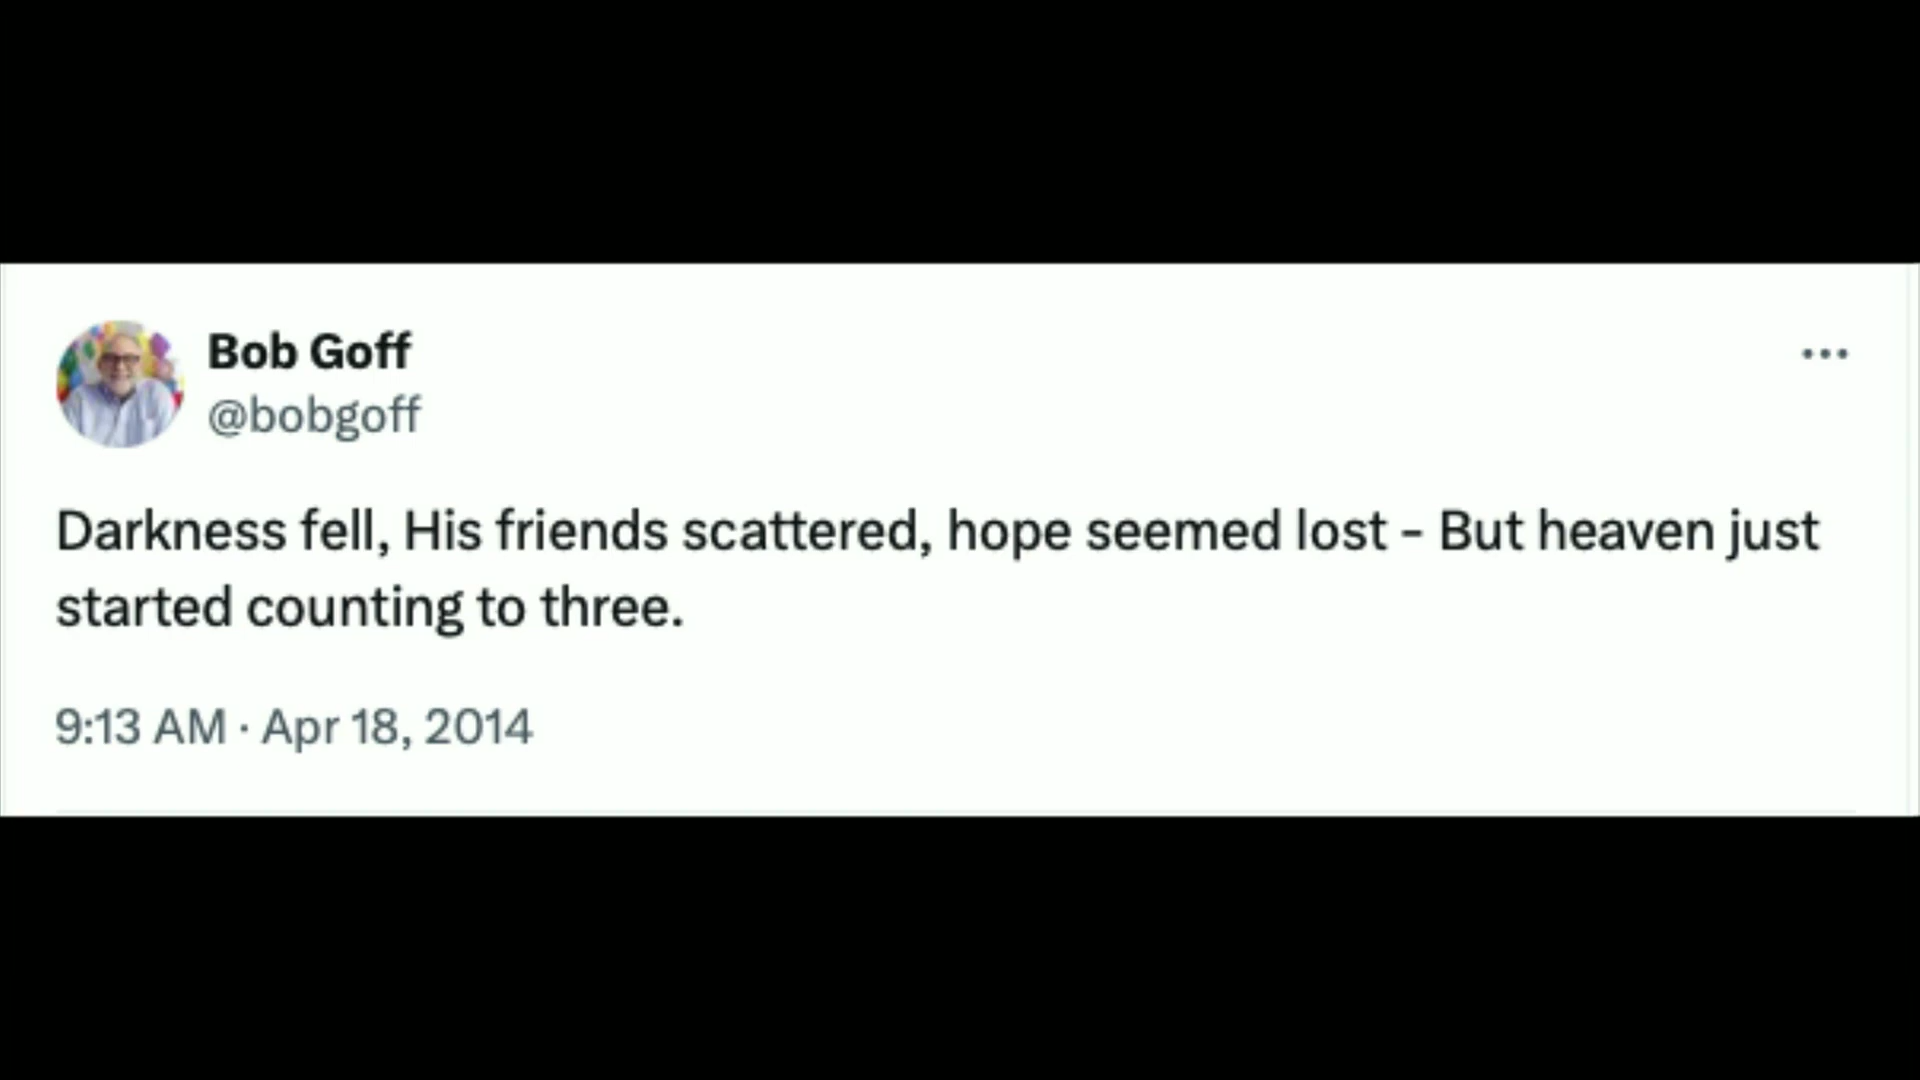 Bob Goff
@bobgoff
Darkness fell, His friends scattered, hope seemed lost - But heaven just
started counting to three.
9:13 AM · Apr 18, 2014